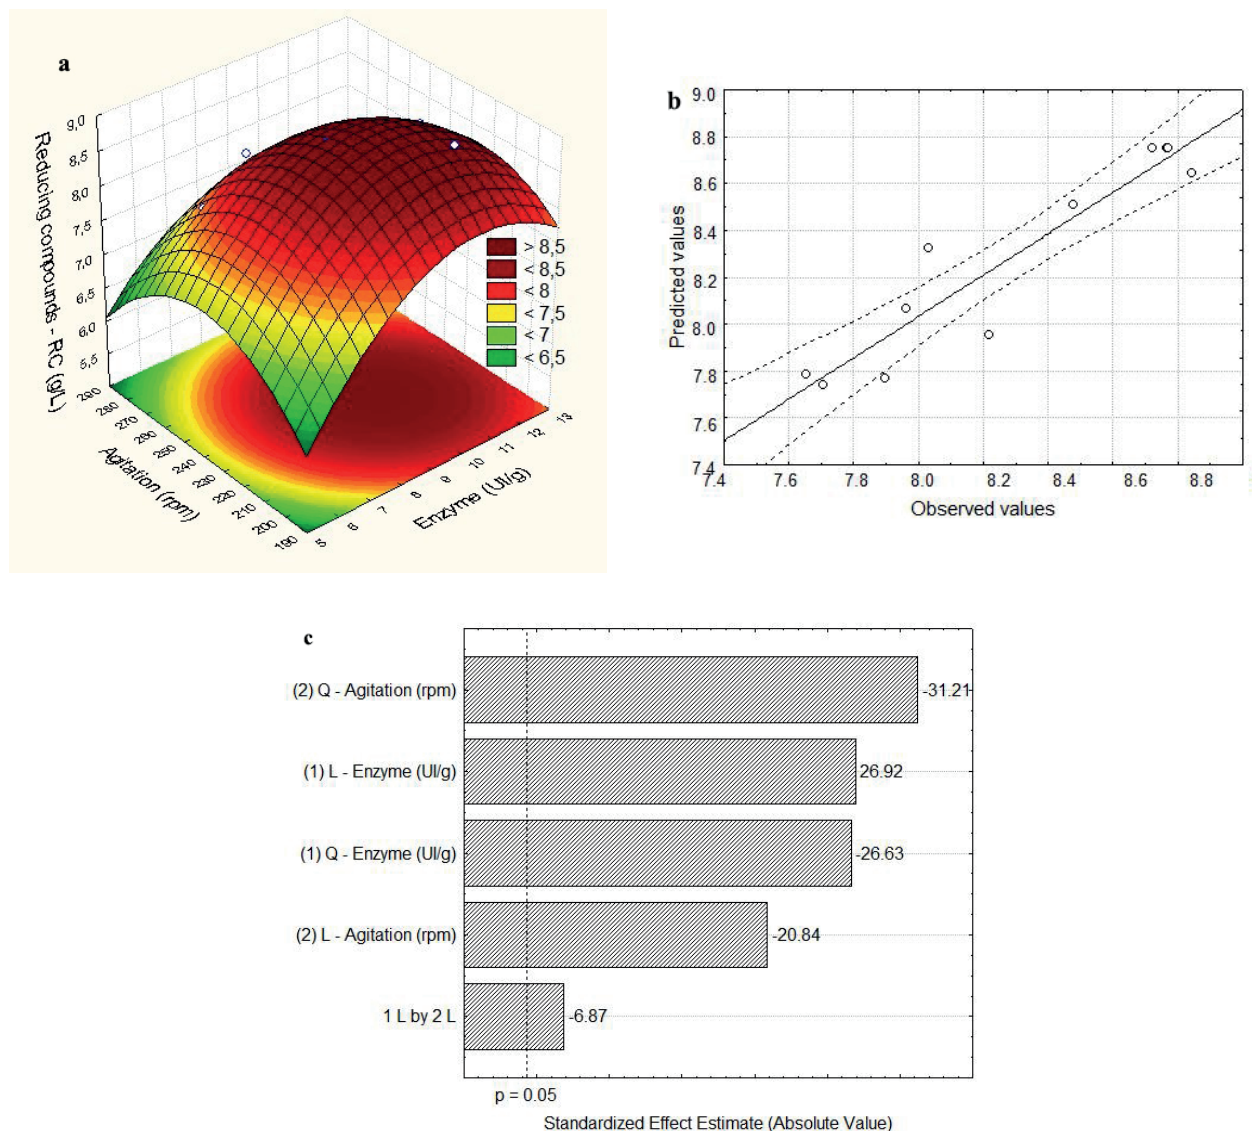 a
Reducing compounds - RC (g/L)
9,0
8,5
8,0
7,5
7,0
6,5
6,0
5,5
290
280
270
260
250
240
230
220
210
200
190
Agitation (rpm)
5
6
7
8
9
10
11
12
13
Enzyme (UI/g)
> 8,5
< 8,5
< 8
< 7,5
< 7
< 6,5
b
Predicted values
9.0
8.8
8.6
8.4
8.2
8.0
7.8
7.6
7.4
7.4 7.6 7.8 8.0 8.2 8.4 8.6 8.8
Observed values
c
(2) Q - Agitation (rpm) -31.21
(1) L - Enzyme (UI/g) 26.92
(1) Q - Enzyme (UI/g) -26.63
(2) L - Agitation (rpm) -20.84
1 L by 2 L -6.87
p = 0.05
Standardized Effect Estimate (Absolute Value)